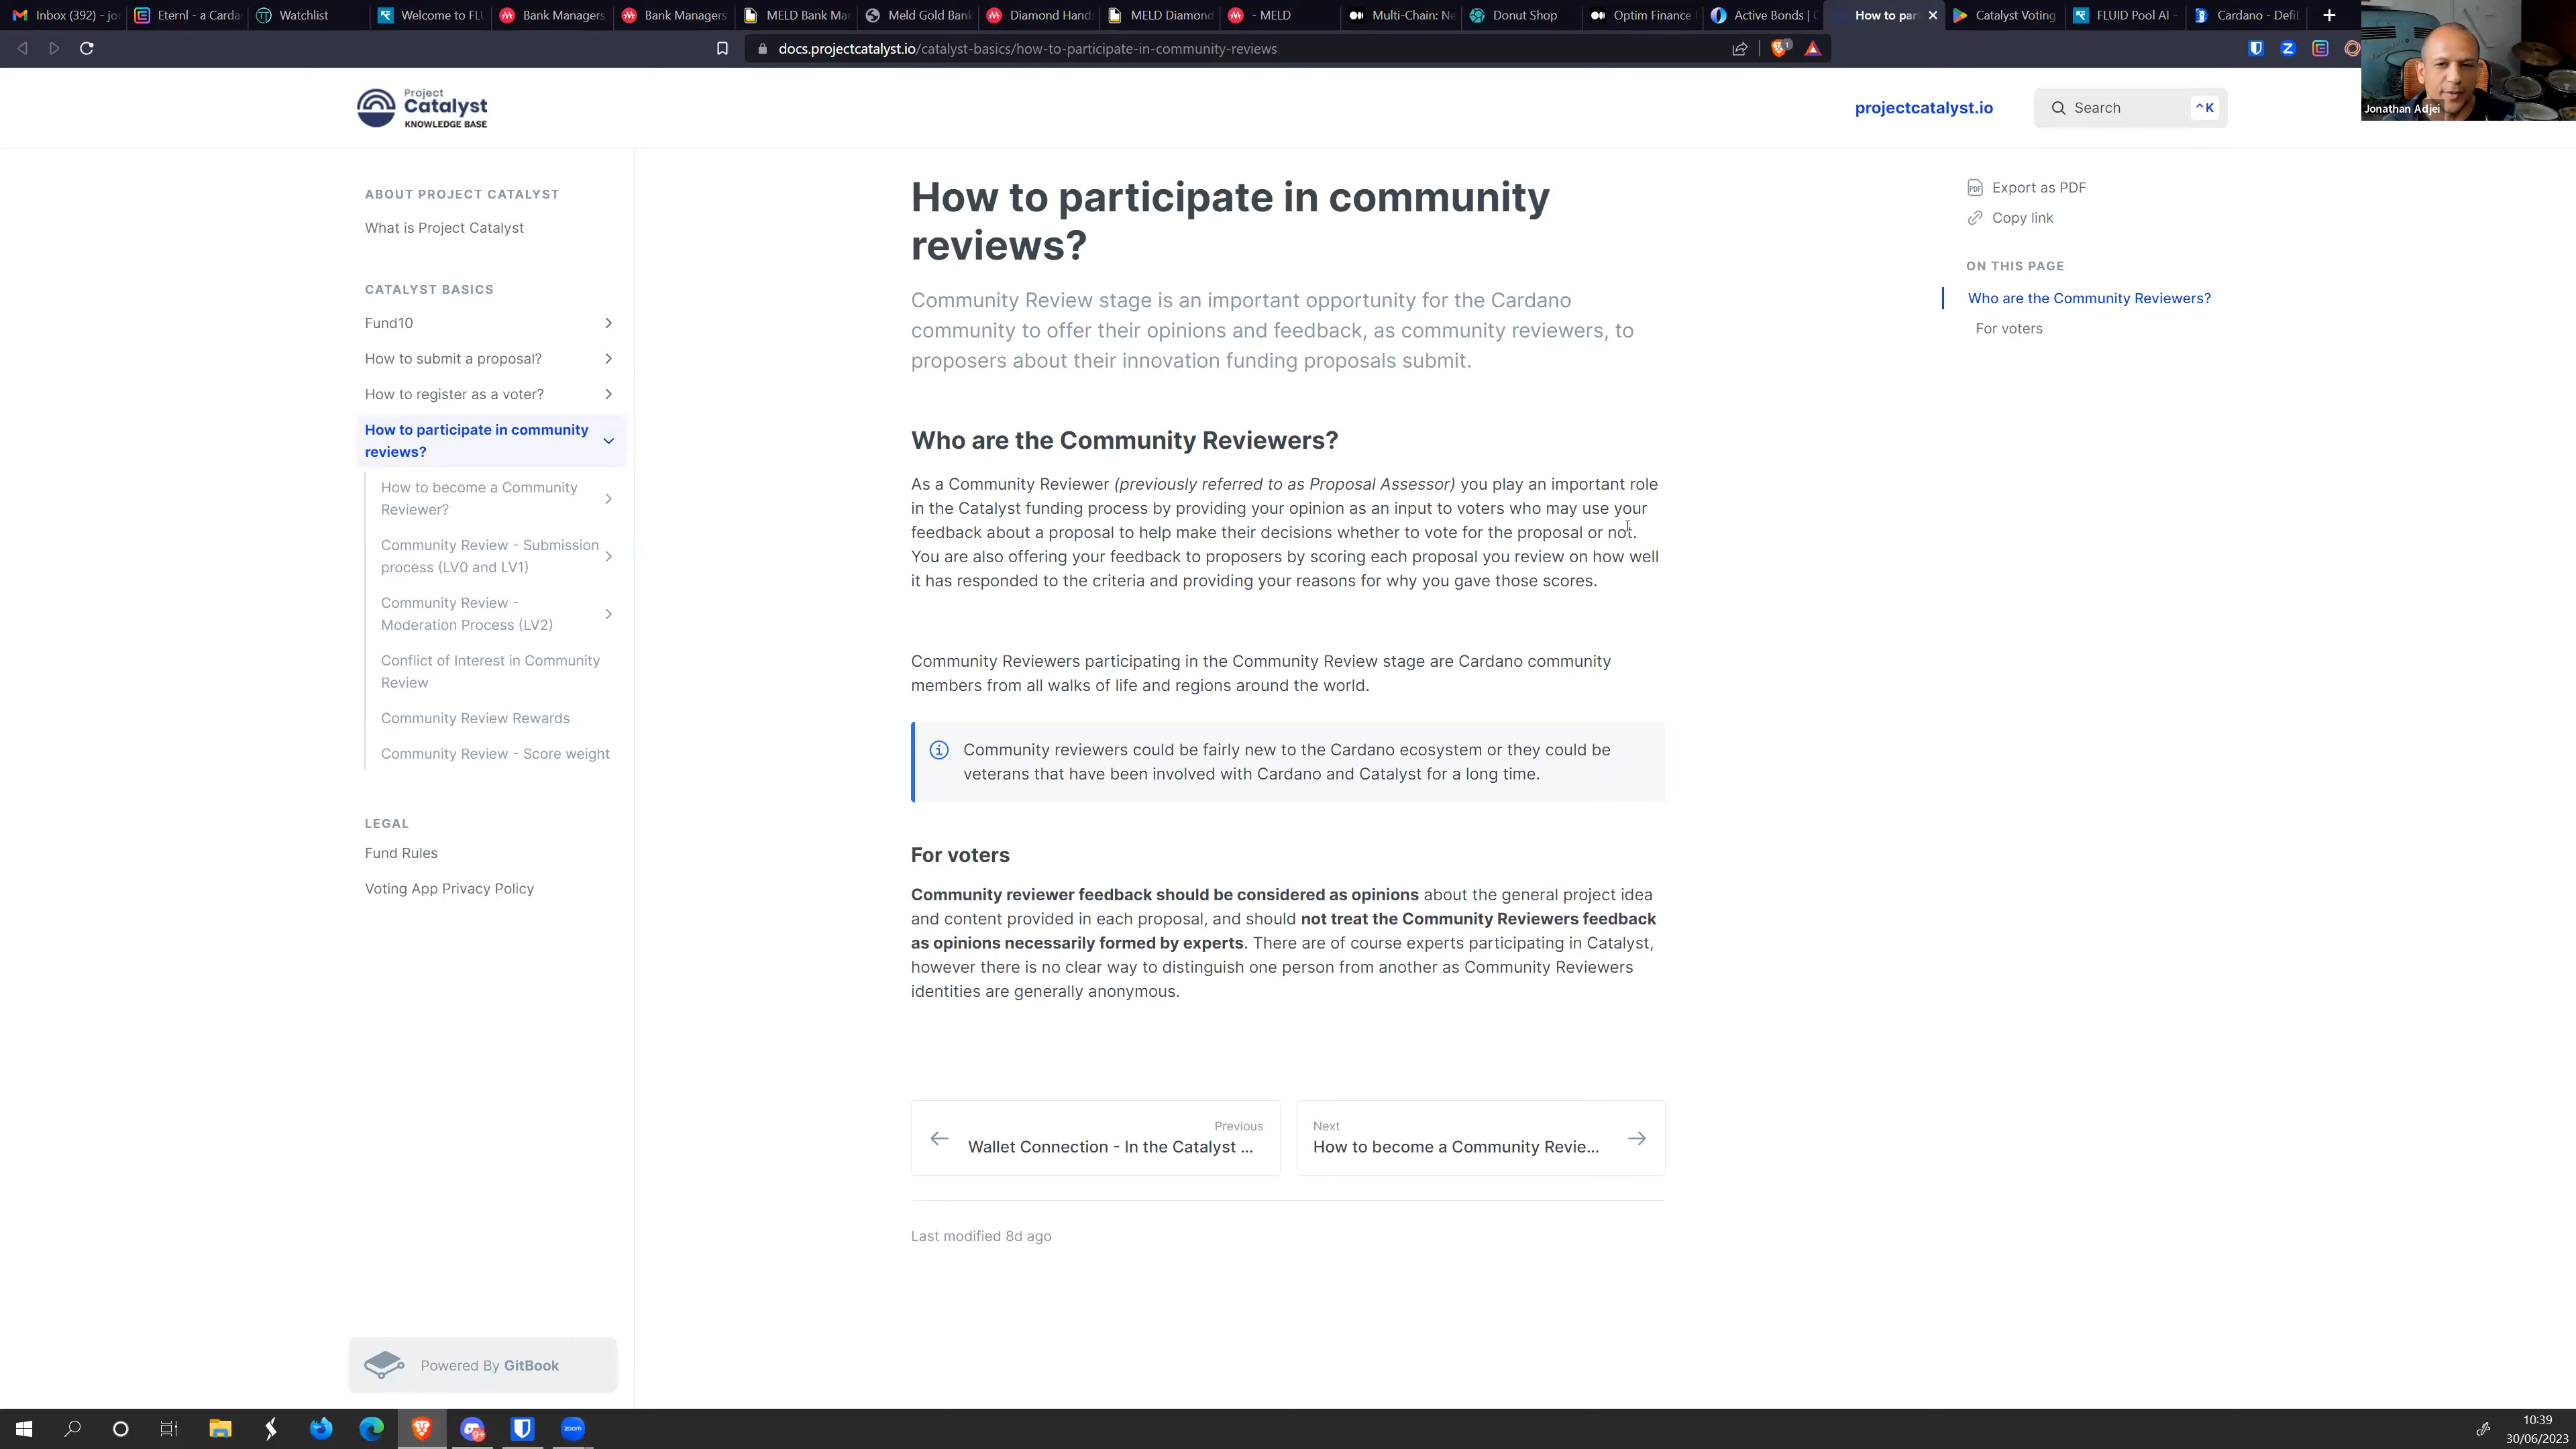 Inbox (392) - jo
Eternl - a Carda
Watchlist
Welcome to FLU
Bank Managers
Bank Managers
MELD Bank Ma
Meld Gold Bank
Diamond Hand
MELD Diamond
- MELD
Multi-Chain: Ne
Donut Shop
Optim Finance
Active Bonds |
How to par
Catalyst Voting
FLUID Pool AI -
Cardano - Defi
docs.projectcatalyst.io/catalyst-basics/how-to-participate-in-community-reviews
Jonathan Adjei
Project
Catalyst
KNOWLEDGE BASE
projectcatalyst.io
Search
^K
ABOUT PROJECT CATALYST
What is Project Catalyst
CATALYST BASICS
Fund10
How to submit a proposal?
How to register as a voter?
How to participate in community
reviews?
How to become a Community
Reviewer?
Community Review - Submission
process (LV0 and LV1)
Community Review -
Moderation Process (LV2)
Conflict of Interest in Community
Review
Community Review Rewards
Community Review - Score weight
LEGAL
Fund Rules
Voting App Privacy Policy
Powered By GitBook
How to participate in community
reviews?
Community Review stage is an important opportunity for the Cardano
community to offer their opinions and feedback, as community reviewers, to
proposers about their innovation funding proposals submit.
Who are the Community Reviewers?
As a Community Reviewer (previously referred to as Proposal Assessor) you play an important role
in the Catalyst funding process by providing your opinion as an input to voters who may use your
feedback about a proposal to help make their decisions whether to vote for the proposal or not.
You are also offering your feedback to proposers by scoring each proposal you review on how well
it has responded to the criteria and providing your reasons for why you gave those scores.
Community Reviewers participating in the Community Review stage are Cardano community
members from all walks of life and regions around the world.
Community reviewers could be fairly new to the Cardano ecosystem or they could be
veterans that have been involved with Cardano and Catalyst for a long time.
For voters
Community reviewer feedback should be considered as opinions about the general project idea
and content provided in each proposal, and should not treat the Community Reviewers feedback
as opinions necessarily formed by experts. There are of course experts participating in Catalyst,
however there is no clear way to distinguish one person from another as Community Reviewers
identities are generally anonymous.
Previous
Wallet Connection - In the Catalyst ...
Next
How to become a Community Revie...
Last modified 8d ago
Export as PDF
Copy link
ON THIS PAGE
Who are the Community Reviewers?
For voters
zoom
10:39
30/06/2023